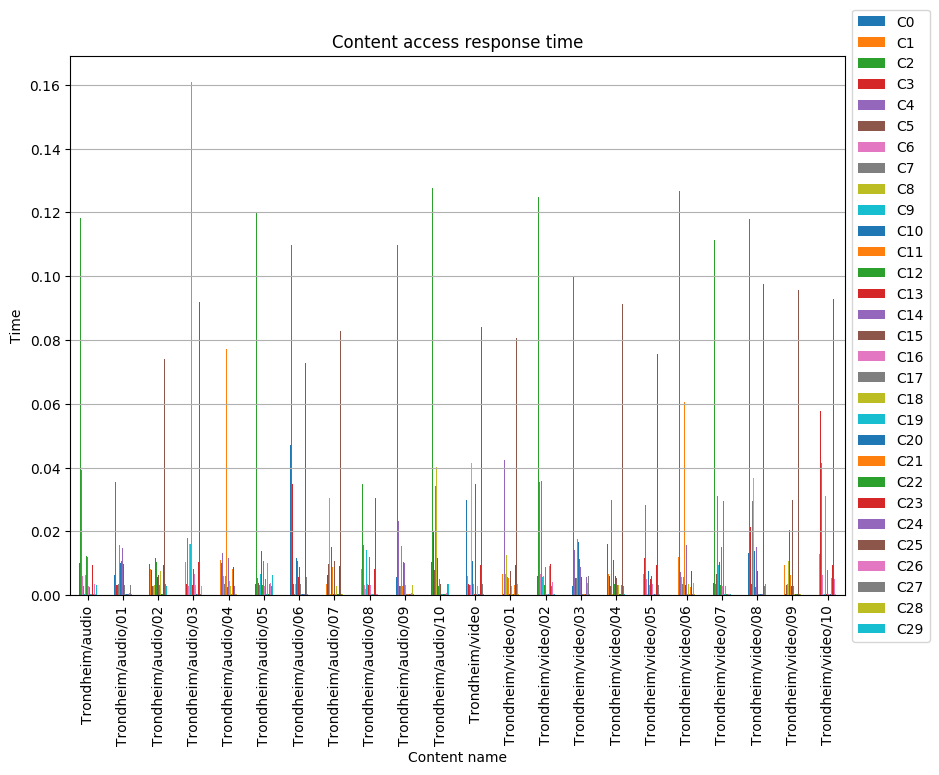 Content access response time
Time
0.16
0.14
0.12
0.10
0.08
0.06
0.04
0.02
0.00
Trondheim/audio
Trondheim/audio/01
Trondheim/audio/02
Trondheim/audio/03
Trondheim/audio/04
Trondheim/audio/05
Trondheim/audio/06
Trondheim/audio/07
Trondheim/audio/08
Trondheim/audio/09
Trondheim/audio/10
Trondheim/video
Trondheim/video/01
Trondheim/video/02
Trondheim/video/03
Trondheim/video/04
Trondheim/video/05
Trondheim/video/06
Trondheim/video/07
Trondheim/video/08
Trondheim/video/09
Trondheim/video/10
Content name
C0
C1
C2
C3
C4
C5
C6
C7
C8
C9
C10
C11
C12
C13
C14
C15
C16
C17
C18
C19
C20
C21
C22
C23
C24
C25
C26
C27
C28
C29